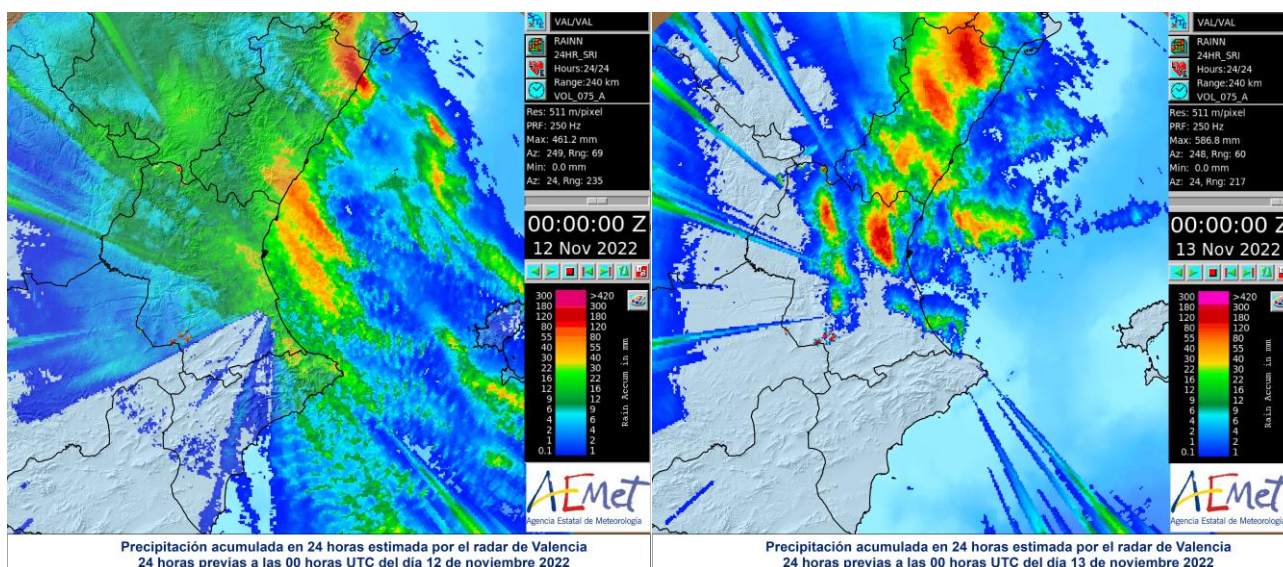 VAL/VAL
RAINN
24HR_SRI
Hours:24/24
Range:240 km
VOL_075_A
Res: 511 m/pixel
PRF: 250 Hz
Max: 461.2 mm
Az: 249, Rng: 69
Min: 0.0 mm
Az: 24, Rng: 235
00:00:00 Z
12 Nov 2022
300 >420
180 300
120 180
80 120
55 80
40 55
30 40
22 30
16 22
12 16
9 12
6 9
4 6
2 4
1 2
0.1 1
Rain Accum in mm
AEMet
Agencia Estatal de Meteorología
Precipitación acumulada en 24 horas estimada por el radar de Valencia
24 horas previas a las 00 horas UTC del día 12 de noviembre 2022
VAL/VAL
RAINN
24HR_SRI
Hours:24/24
Range:240 km
VOL_075_A
Res: 511 m/pixel
PRF: 250 Hz
Max: 586.8 mm
Az: 248, Rng: 60
Min: 0.0 mm
Az: 24, Rng: 217
00:00:00 Z
13 Nov 2022
300 >420
180 300
120 180
80 120
55 80
40 55
30 40
22 30
16 22
12 16
9 12
6 9
4 6
2 4
1 2
0.1 1
Rain Accum in mm
AEMet
Agencia Estatal de Meteorología
Precipitación acumulada en 24 horas estimada por el radar de Valencia
24 horas previas a las 00 horas UTC del día 13 de noviembre 2022